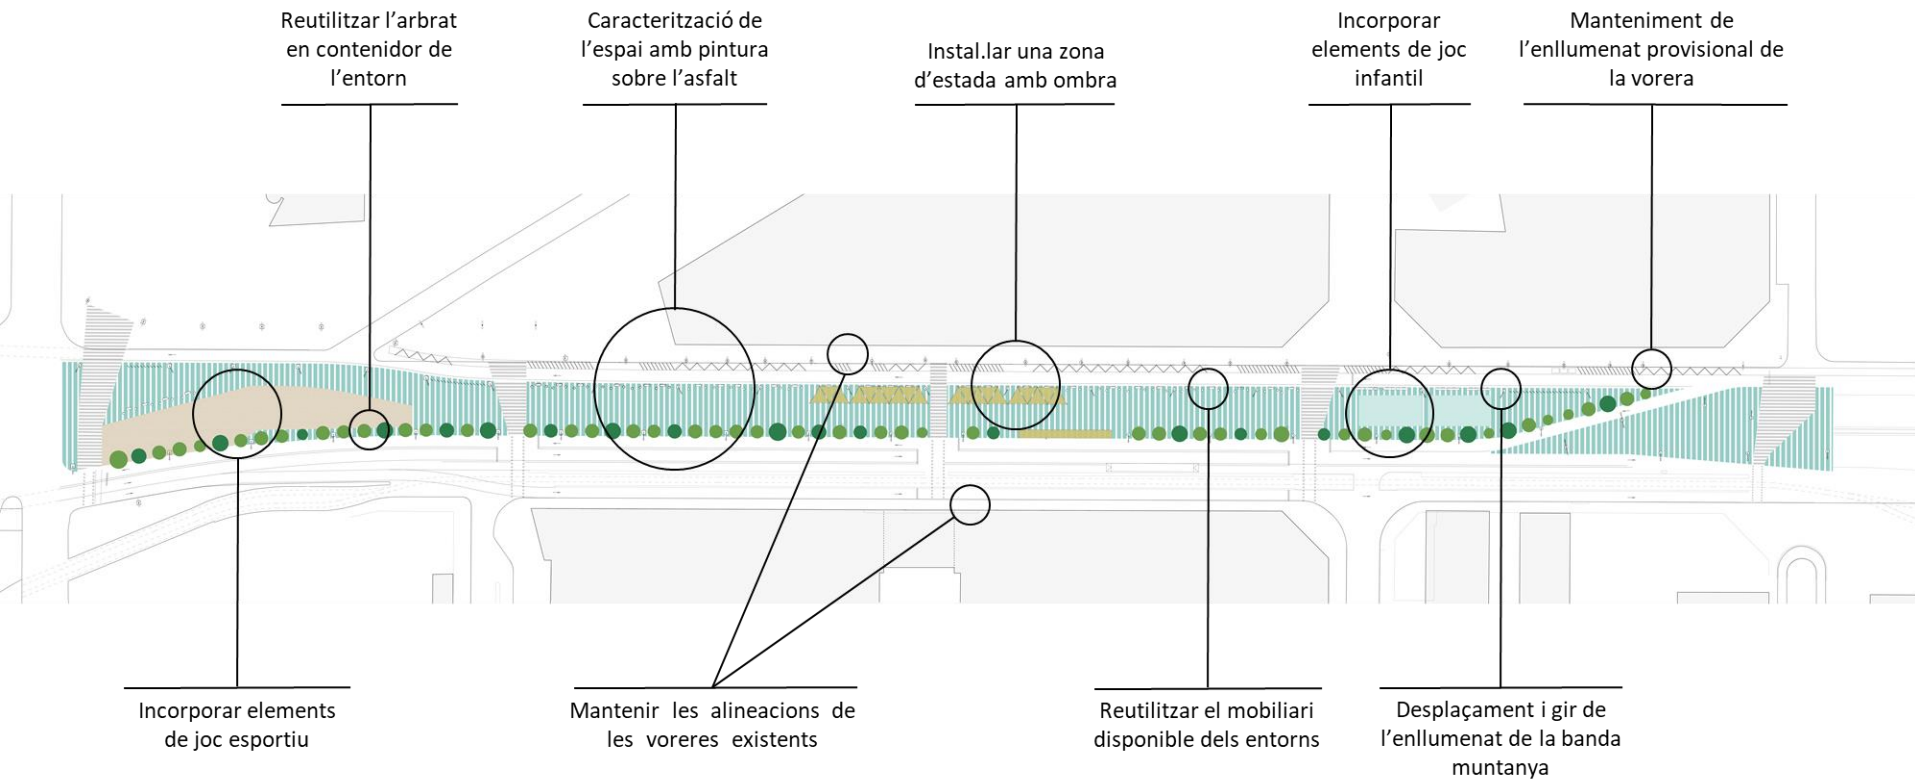 Reutilitzar l'arbrat
en contenidor de
l'entorn
Caracterització de
l'espai amb pintura
sobre l'asfalt
Instal.lar una zona
d'estada amb ombra
Incorporar
elements de joc
infantil
Manteniment de
l'enllumenat provisional de
la vorera
Incorporar elements
de joc esportiu
Mantenir les alineacions de
les voreres existents
Reutilitzar el mobiliari
disponible dels entorns
Desplaçament i gir de
l'enllumenat de la banda
muntanya